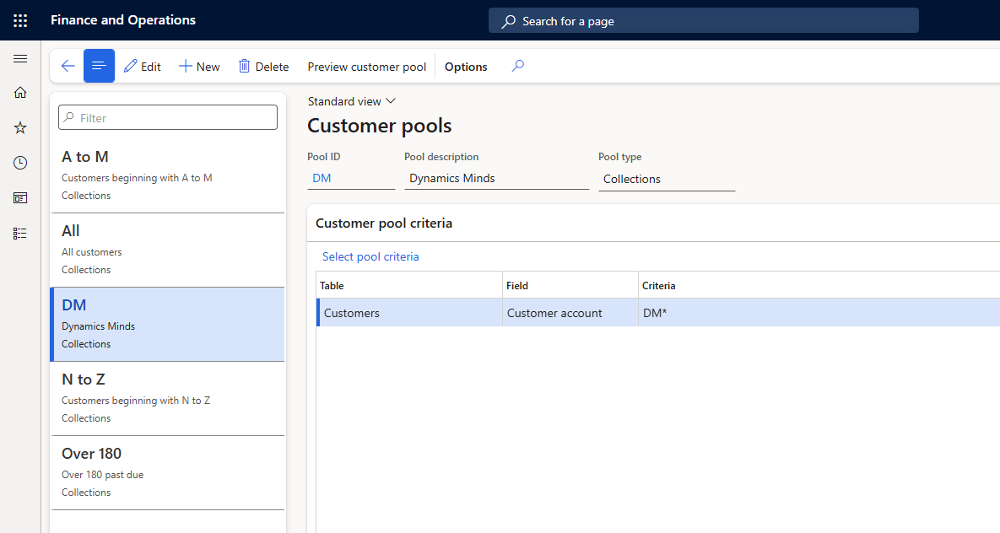 Finance and Operations
Search for a page
Edit
New
Delete
Preview customer pool
Options
Filter
A to M
Customers beginning with A to M
Collections
All
All customers
Collections
DM
Dynamics Minds
Collections
N to Z
Customers beginning with N to Z
Collections
Over 180
Over 180 past due
Collections
Standard view
Customer pools
Pool ID Pool description Pool type
DM Dynamics Minds Collections
Customer pool criteria
Select pool criteria
Table Field Criteria
Customers Customer account DM*